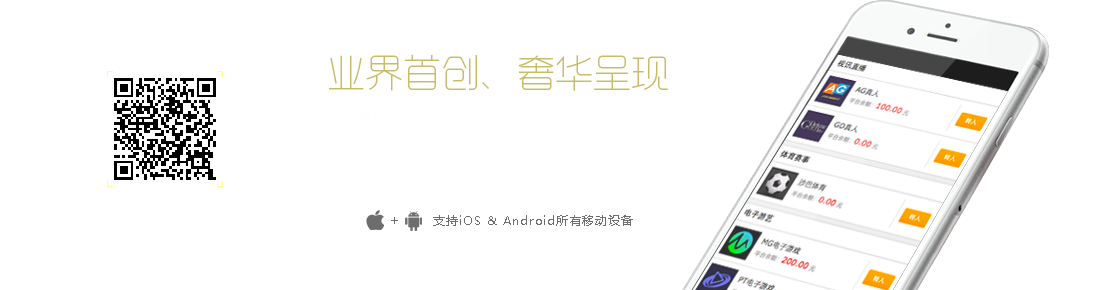 业界首创、奢华呈现
+ 支持iOS & Android所有移动设备
视讯直播
AG
AG真人
平台余额: 100.00 元
转入
GD真人
平台余额: 0.00 元
转入
体育赛事
沙巴体育
平台余额: 0.00 元
转入
电子游艺
MG电子游戏
平台余额: 200.00 元
转入
PT电子游戏